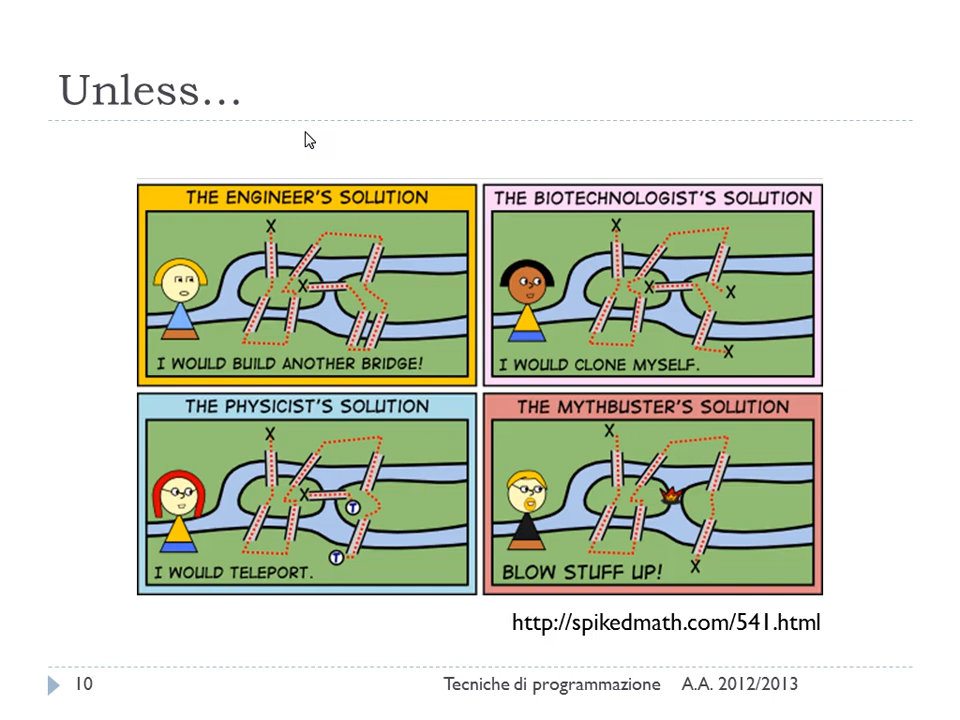 Unless...
THE ENGINEER'S SOLUTION
X
X
I WOULD BUILD ANOTHER BRIDGE!
THE BIOTECHNOLOGIST'S SOLUTION
X
X
X
X
I WOULD CLONE MYSELF.
THE PHYSICIST'S SOLUTION
X
X
T
T
I WOULD TELEPORT.
THE MYTHBUSTER'S SOLUTION
X
X
BLOW STUFF UP!
http://spikedmath.com/541.html
10
Tecniche di programmazione A.A. 2012/2013